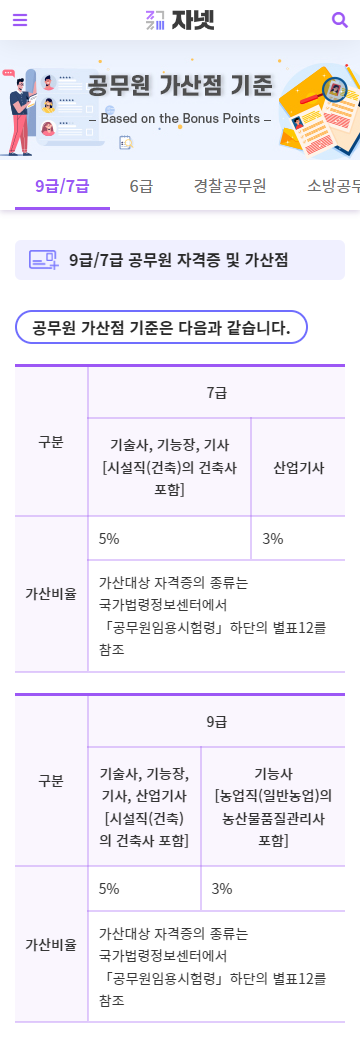 자넷
공무원 가산점 기준
– Based on the Bonus Points –
9급/7급 6급 경찰공무원 소방공무
9급/7급 공무원 자격증 및 가산점
공무원 가산점 기준은 다음과 같습니다.
구분
7급
기술사, 기능장, 기사
[시설직(건축)의 건축사
포함]
산업기사
가산비율
5%
3%
가산대상 자격증의 종류는
국가법령정보센터에서
「공무원임용시험령」하단의 별표12를
참조
구분
9급
기술사, 기능장,
기사, 산업기사
[시설직(건축)
의 건축사 포함]
기능사
[농업직(일반농업)의
농산물품질관리사
포함]
가산비율
5%
3%
가산대상 자격증의 종류는
국가법령정보센터에서
「공무원임용시험령」하단의 별표12를
참조